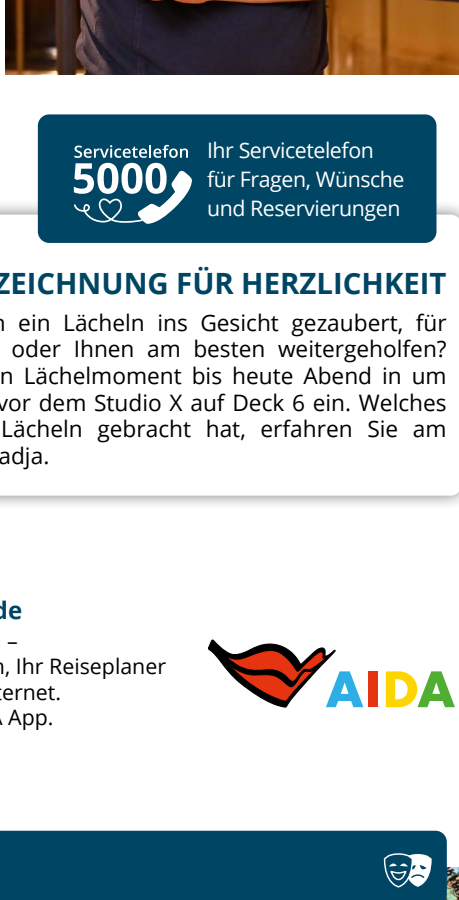 Servicetelefon
5000
Ihr Servicetelefon
für Fragen, Wünsche
und Reservierungen
ZEICHNUNG FÜR HERZLICHKEIT
ein Lächeln ins Gesicht gezaubert, für
oder Ihnen am besten weitergeholfen?
n Lächelmoment bis heute Abend in um
vor dem Studio X auf Deck 6 ein. Welches
Lächeln gebracht hat, erfahren Sie am
adja.
de
–
n, Ihr Reiseplaner
ternet.
App.
AIDA